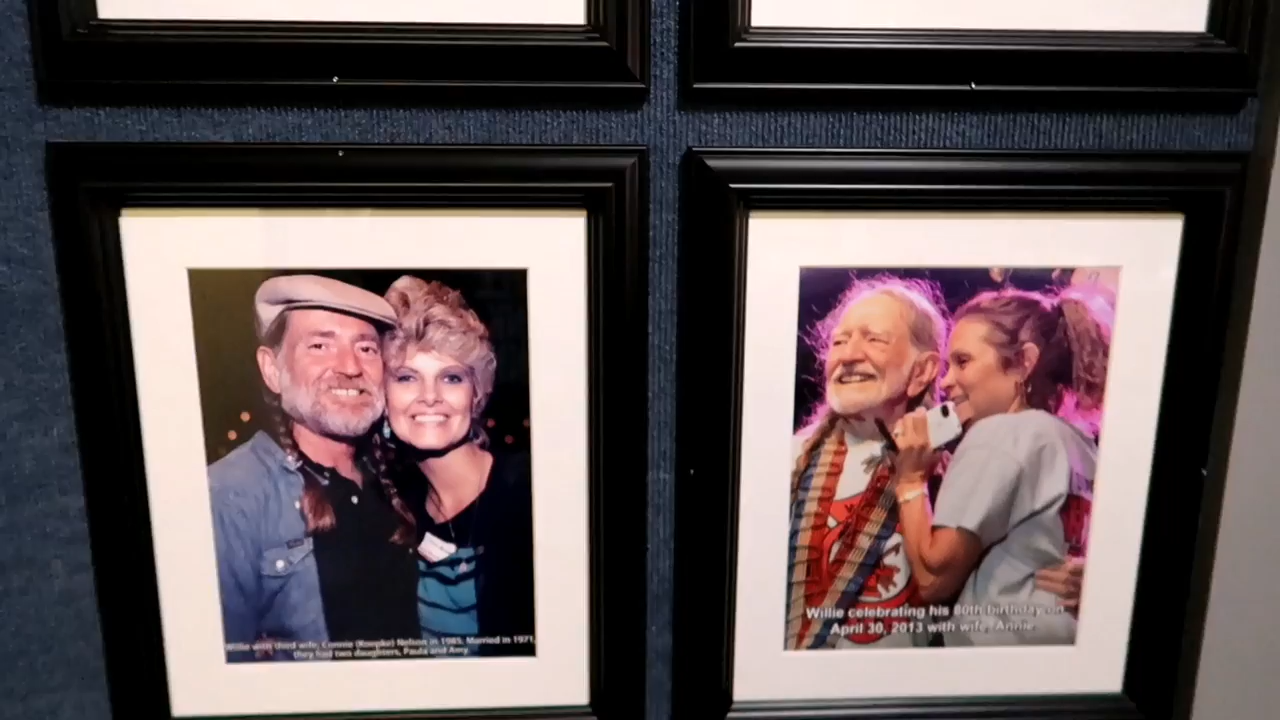 Willie with third wife, Connie (Koepke) Nelson in 1985. Married in 1971,
they had two daughters, Paula and Amy.
Willie celebrating his 80th birthday on
April 30, 2013 with wife, Annie.